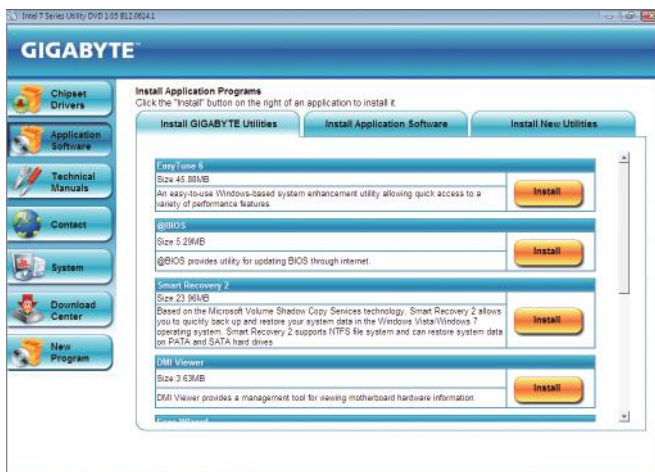 Intel 7 Series Utility DVD 1.05 B12.0614.1
GIGABYTE™
Chipset
Drivers
Application
Software
Technical
Manuals
Contact
System
Download
Center
New
Program
Install Application Programs
Click the "Install" button on the right of an application to install it.
Install GIGABYTE Utilities
Install Application Software
Install New Utilities
EasyTune 6
Size:45.88MB
An easy-to-use Windows-based system enhancement utility allowing quick access to a
variety of performance features.
Install
@BIOS
Size:5.29MB
@BIOS provides utility for updating BIOS through internet.
Install
Smart Recovery 2
Size:23.96MB
Based on the Microsoft Volume Shadow Copy Services technology, Smart Recovery 2 allows
you to quickly back up and restore your system data in the Windows Vista/Windows 7
operating system. Smart Recovery 2 supports NTFS file system and can restore system data
on PATA and SATA hard drives
Install
DMI Viewer
Size:3.63MB
DMI Viewer provides a management tool for viewing motherboard hardware information.
Install